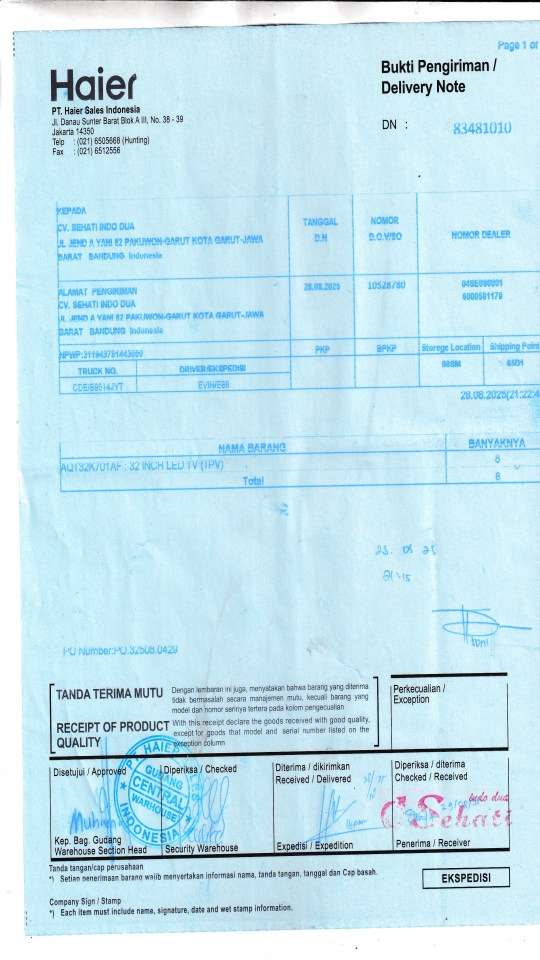 Page 1 of
Haier
Bukti Pengiriman /
Delivery Note
PT. Haier Sales Indonesia
Jl. Danau Sunter Barat Blok A III, No. 38 - 39
Jakarta 14350
Telp : (021) 6505668 (Hunting)
Fax : (021) 6512556
DN : 83481010
KEPADA
CV. SEHATI INDO DUA
JL JEND A YANI 82 PAKUWON-GARUT KOTA GARUT-JAWA
BARAT BANDUNG Indonesia
TANGGAL
D.N
NOMOR
D.O.W/SO
NOMOR DEALER
ALAMAT PENGIRIMAN
CV. SEHATI INDO DUA
JL JEND A YANI 82 PAKUWON-GARUT KOTA GARUT-JAWA
BARAT BANDUNG Indonesia
28.08.2025
10528780
6000581179
NPWP:
PKP
BPKP
Storege Location
Shipping Point
TRUCK NO.
DRIVER/EKSPEDISI
28.08.2025(21:22:4
NAMA BARANG
BANYAKNYA
AQT32K701AF : 32 INCH LED TV (TPV)
8
Total
8
21:15
PO Number:PO.32508.0420
TANDA TERIMA MUTU
Dengan lembaran ini juga, menyatakan bahwa barang yang diterima
tidak bermasalah secara manajemen mutu, kecuali barang yang
model dan nomor serinya tertera pada kolom pengecualian
RECEIPT OF PRODUCT
QUALITY
With this receipt declare the goods received with good quality,
except for goods that model and serial number listed on the
exception column
Perkecualian /
Exception
Disetujui / Approved
Diperiksa / Checked
Diterima / dikirimkan
Received / Delivered
Diperiksa / diterima
Checked / Received
GUDANG
CENTRAL
WARHOUSE
INDONESIA
Sehati
indo dua
Kep. Bag. Gudang
Warehouse Section Head
Security Warehouse
Expedisi / Expedition
Penerima / Receiver
Tanda tangan/cap perusahaan
*) Setian penerimaan barang wajib menyertakan informasi nama, tanda tangan, tanggal dan Cap basah.
EKSPEDISI
Company Sign / Stamp
*) Each item must include name, signature, date and wet stamp information.